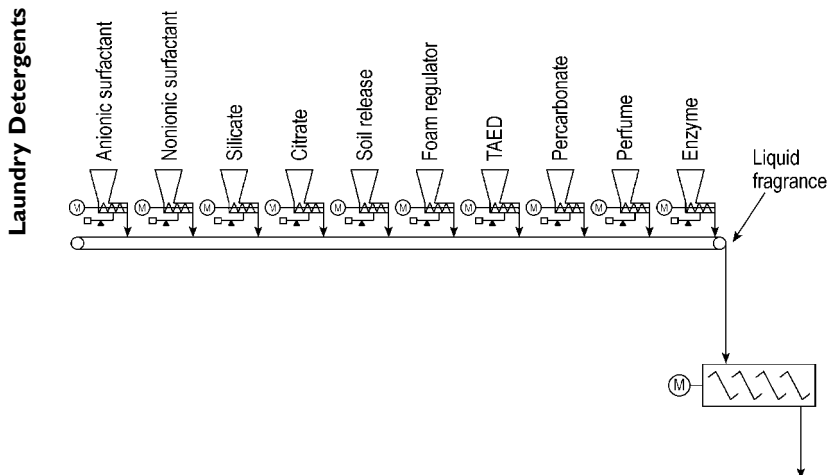 Laundry Detergents
Anionic surfactant
Nonionic surfactant
Silicate
Citrate
Soil release
Foam regulator
TAED
Percarbonate
Perfume
Enzyme
Liquid
fragrance
M
M
M
M
M
M
M
M
M
M
M